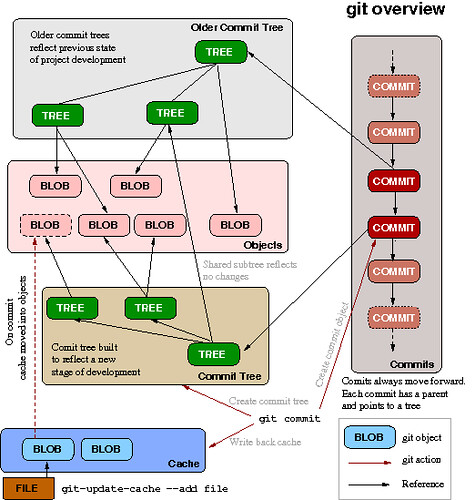 git overview
Older Commit Tree
Older commit trees
reflect previous state
of project development
TREE
TREE
TREE
BLOB
BLOB
BLOB
BLOB
BLOB
BLOB
Objects
Shared subtree reflects
no changes
On commit
cache moved into objects
TREE
TREE
TREE
Comit tree built
to reflect a new
stage of development
Commit Tree
COMMIT
COMMIT
COMMIT
COMMIT
COMMIT
COMMIT
Commits
Comits always move forward.
Each commit has a parent
and points to a tree
Create commit object
Create commit tree
git commit
Write back cache
BLOB
BLOB
Cache
FILE
git-update-cache --add file
BLOB
git object
git action
Reference